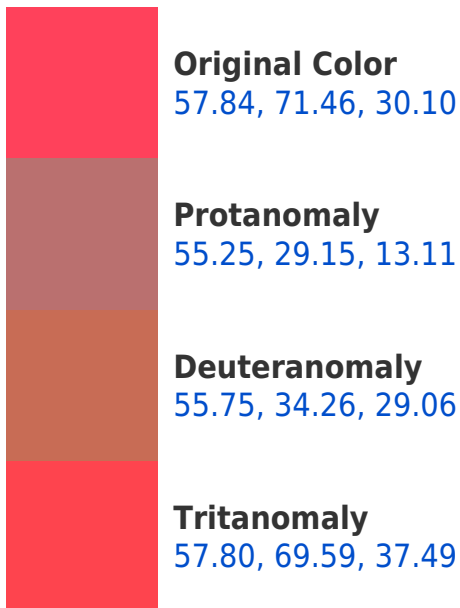 Original Color
57.84, 71.46, 30.10
Protanomaly
55.25, 29.15, 13.11
Deuteranomaly
55.75, 34.26, 29.06
Tritanomaly
57.80, 69.59, 37.49